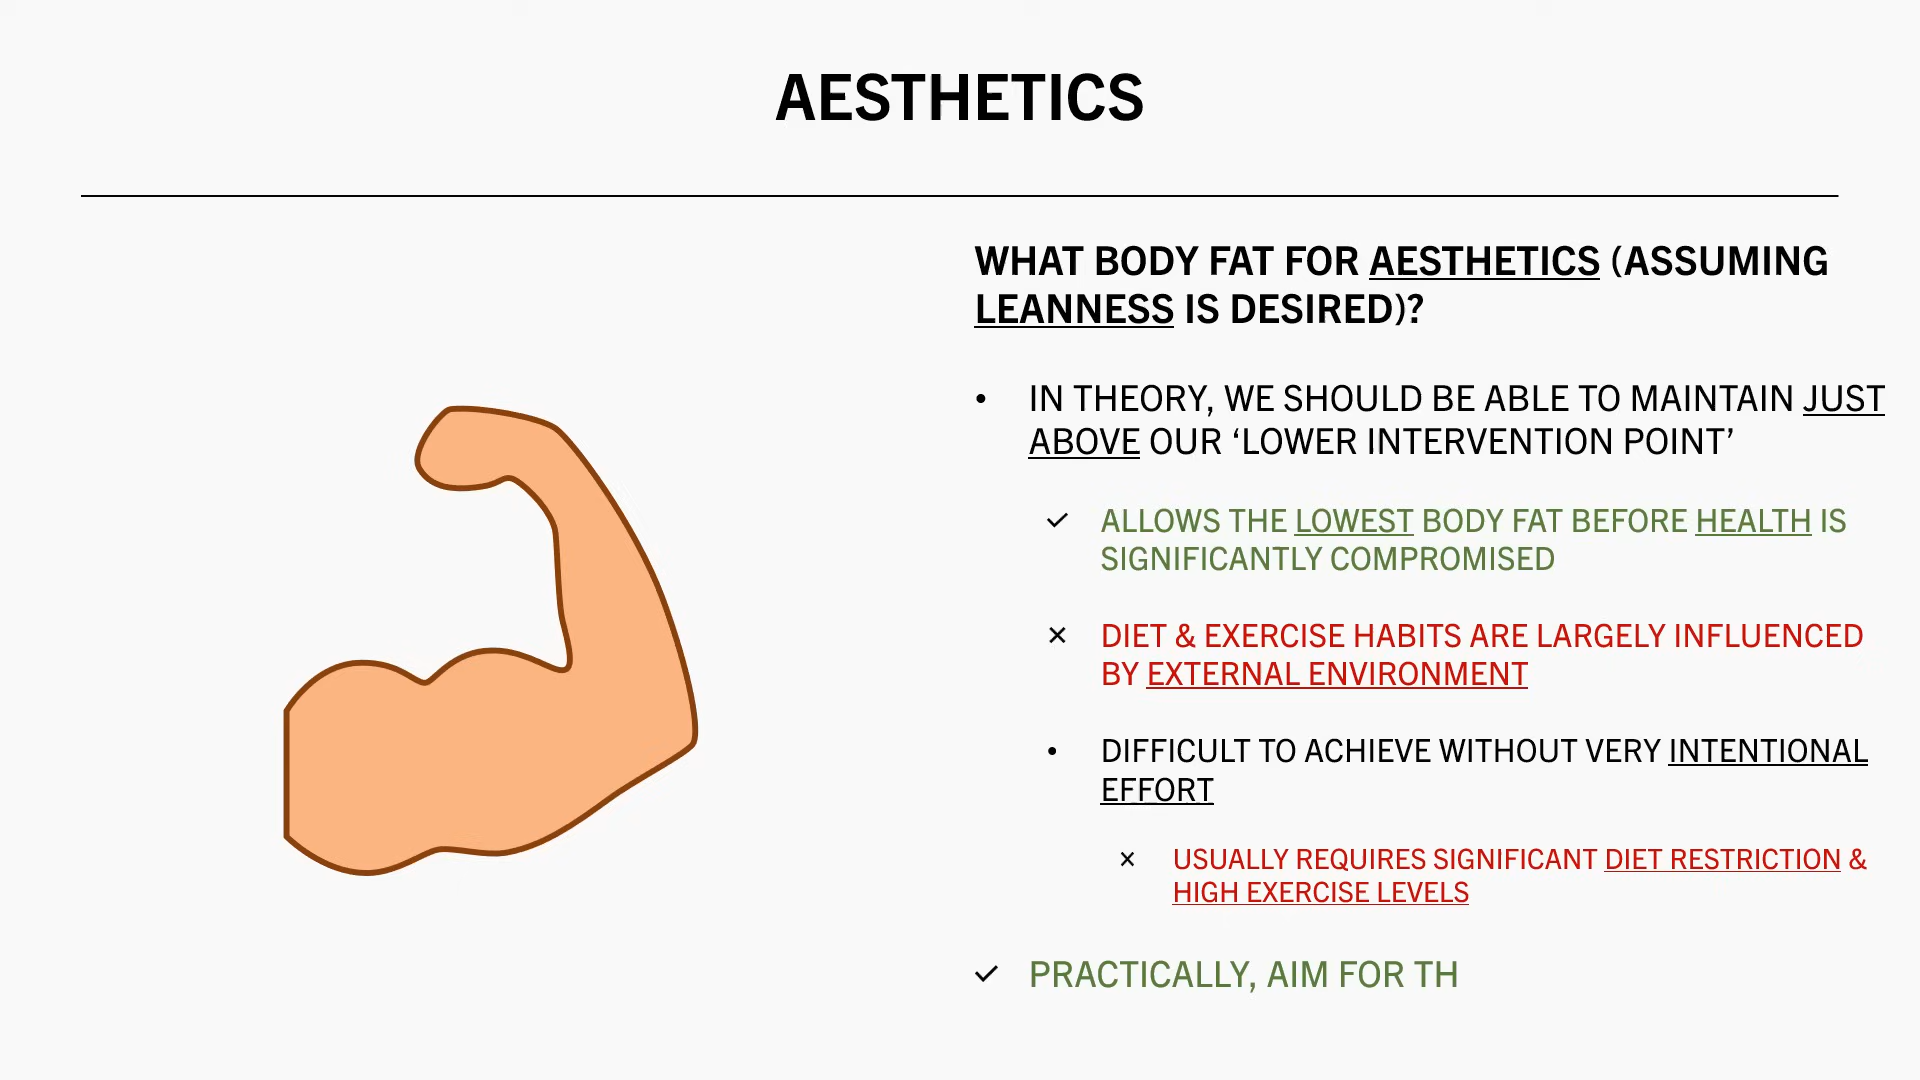 AESTHETICS
WHAT BODY FAT FOR AESTHETICS (ASSUMING
LEANNESS IS DESIRED)?
• IN THEORY, WE SHOULD BE ABLE TO MAINTAIN JUST
ABOVE OUR ‘LOWER INTERVENTION POINT’
✓ ALLOWS THE LOWEST BODY FAT BEFORE HEALTH IS
SIGNIFICANTLY COMPROMISED
× DIET & EXERCISE HABITS ARE LARGELY INFLUENCED
BY EXTERNAL ENVIRONMENT
• DIFFICULT TO ACHIEVE WITHOUT VERY INTENTIONAL
EFFORT
× USUALLY REQUIRES SIGNIFICANT DIET RESTRICTION &
HIGH EXERCISE LEVELS
✓ PRACTICALLY, AIM FOR TH